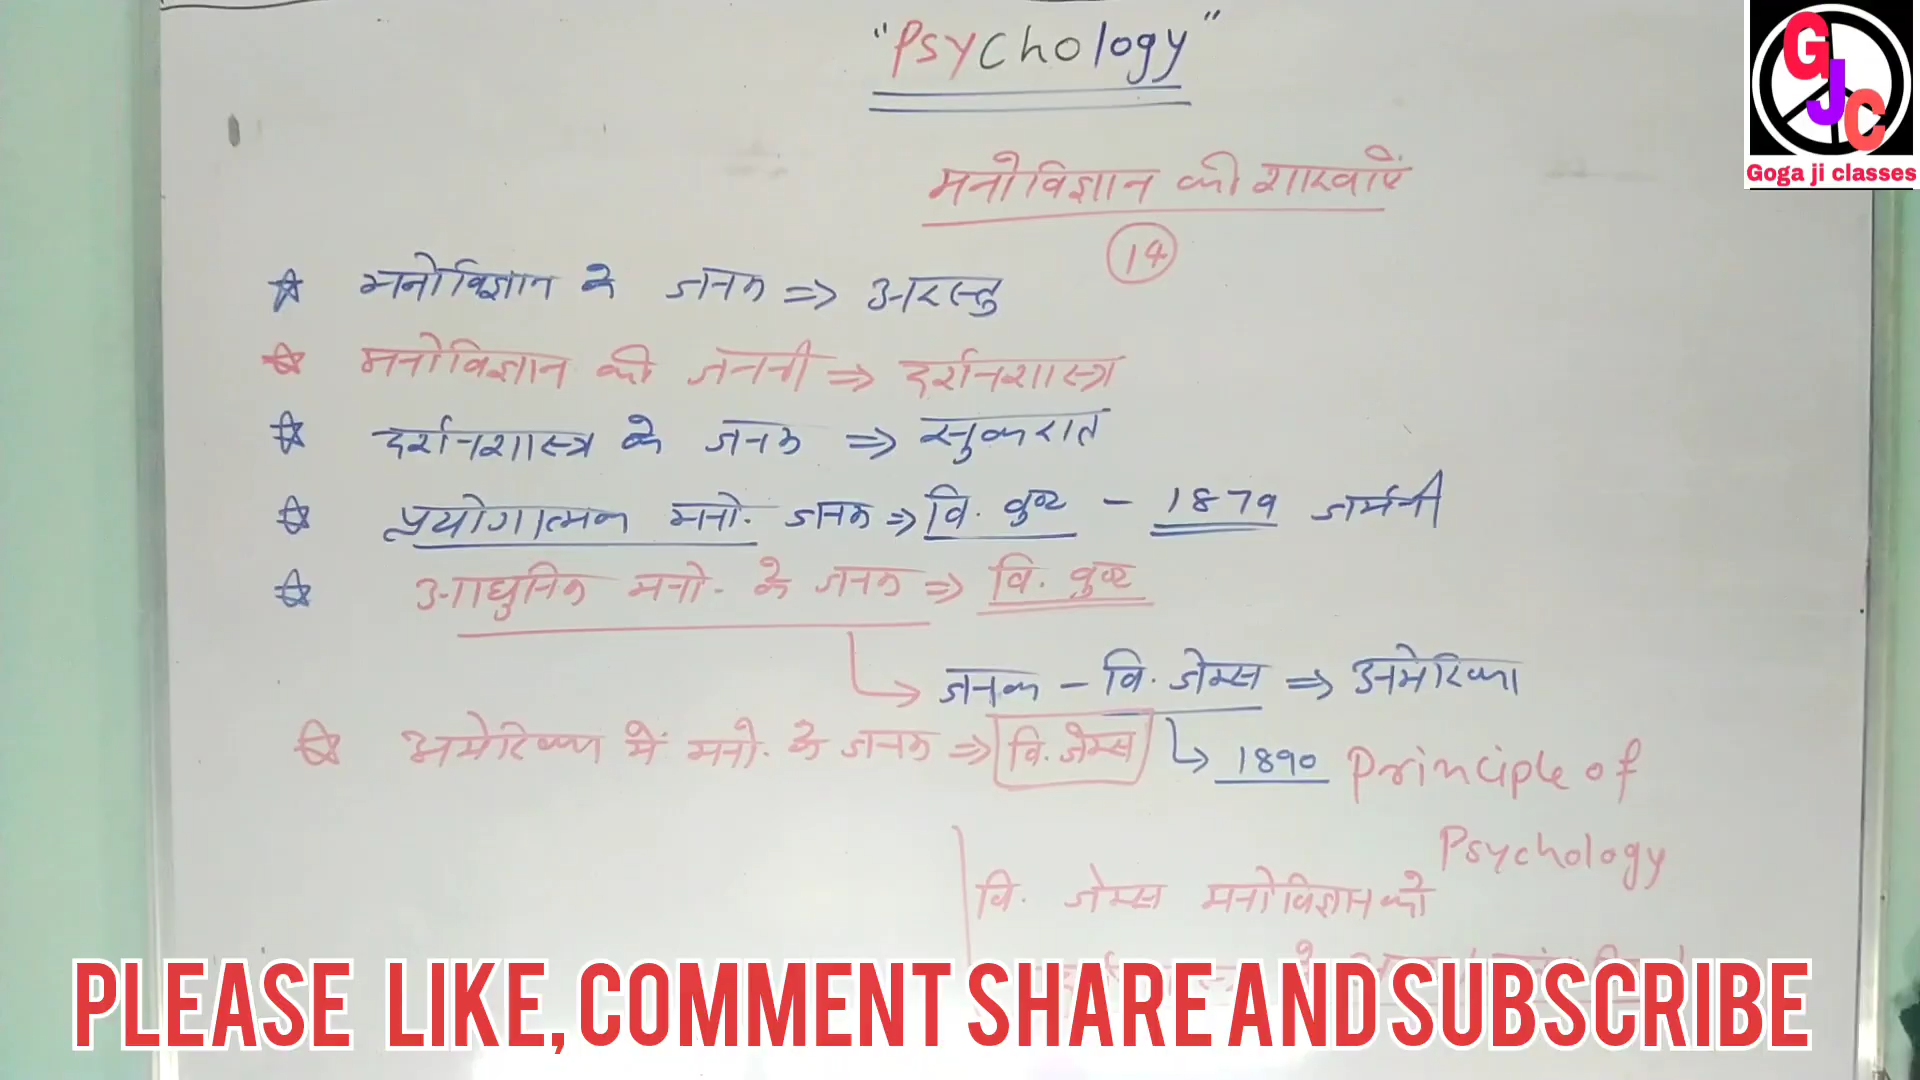 "Psychology"
GJC
Goga ji classes
मनोविज्ञान की शाखाएँ
14
मनोविज्ञान के जनक ⇒ अरस्तु
मनोविज्ञान की जननी ⇒ दर्शनशास्त्र
दर्शनशास्त्र के जनक ⇒ सुकरात
प्रयोगात्मक मनो. जनक ⇒ वि. वुण्ट - 1879 जर्मनी
आधुनिक मनो. के जनक ⇒ वि. वुण्ट
जनक - वि. जेम्स ⇒ अमेरिका
अमेरिका में मनो. के जनक ⇒ वि. जेम्स
1890 Principle of
Psychology
वि. जेम्स मनोविज्ञान को
PLEASE LIKE, COMMENT SHARE AND SUBSCRIBE